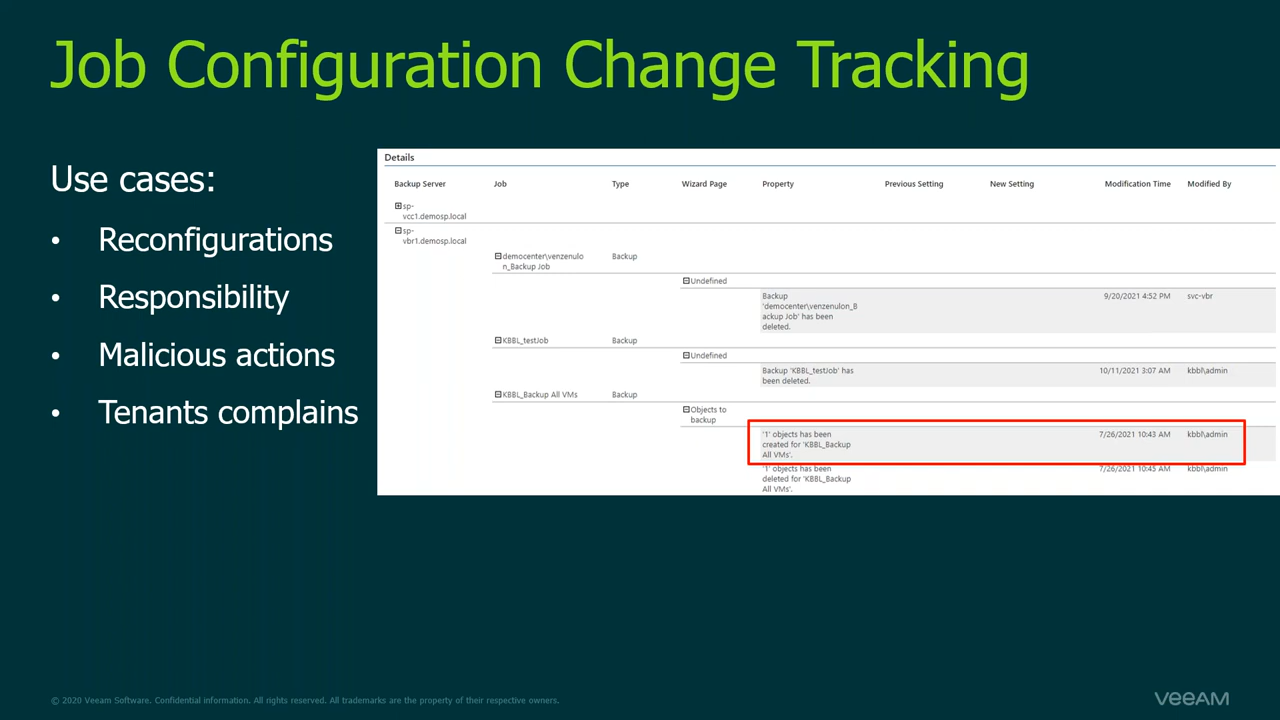 Job Configuration Change Tracking
Use cases:
• Reconfigurations
• Responsibility
• Malicious actions
• Tenants complains
Details
Backup Server Job Type Wizard Page Property Previous Setting New Setting Modification Time Modified By
sp-
vcc1.demosp.local
sp-
vbr1.demosp.local
democenter\venzenulo
n_Backup Job
Backup
Undefined
Backup
'democenter\venzenulon_B
ackup Job' has been
deleted.
9/20/2021 4:52 PM svc-vbr
KBBL_testJob Backup
Undefined
Backup 'KBBL_testJob' has
been deleted.
10/11/2021 3:07 AM kbbl\admin
KBBL_Backup All VMs Backup
Objects to
backup
'1' objects has been
created for 'KBBL_Backup
All VMs'.
7/26/2021 10:43 AM kbbl\admin
'1' objects has been
deleted for 'KBBL_Backup
All VMs'.
7/26/2021 10:45 AM kbbl\admin
© 2020 Veeam Software. Confidential information. All rights reserved. All trademarks are the property of their respective owners.
VEEAM